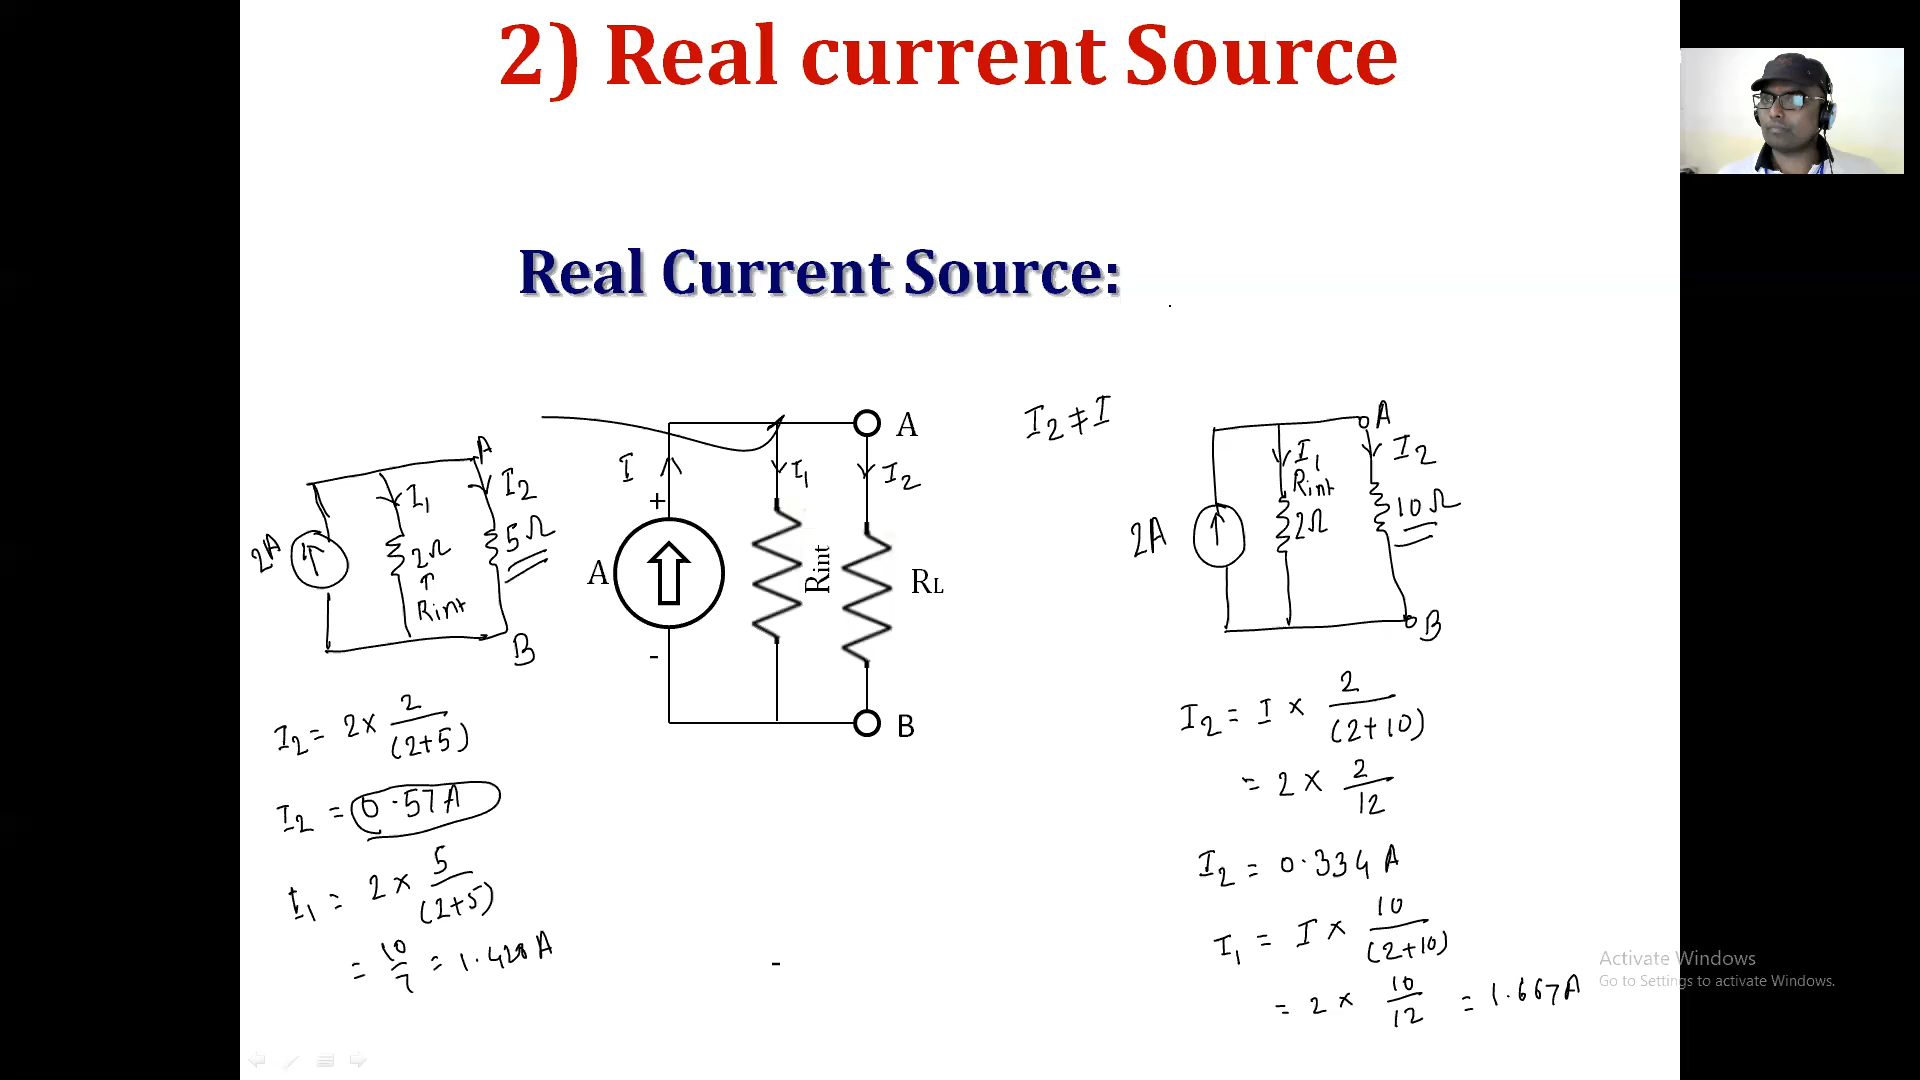 2) Real current Source
Real Current Source:
A
I₂
I₁
2A
2Ω
5Ω
↑
Rint
B
I₂ = 2 × 2/(2+5)
I₂ = 0.57A
I₁ = 2 × 5/(2+5)
= 10/7 = 1.428 A
I
+
A
-
I₁
Rint
A
I₂
RL
B
-
I₂ ≠ I
A
I₁
I₂
Rint
2Ω
10Ω
2A
B
I₂ = I × 2/(2+10)
= 2 × 2/12
I₂ = 0.334 A
I₁ = I × 10/(2+10)
= 2 × 10/12 = 1.667A
Activate Windows
Go to Settings to activate Windows.